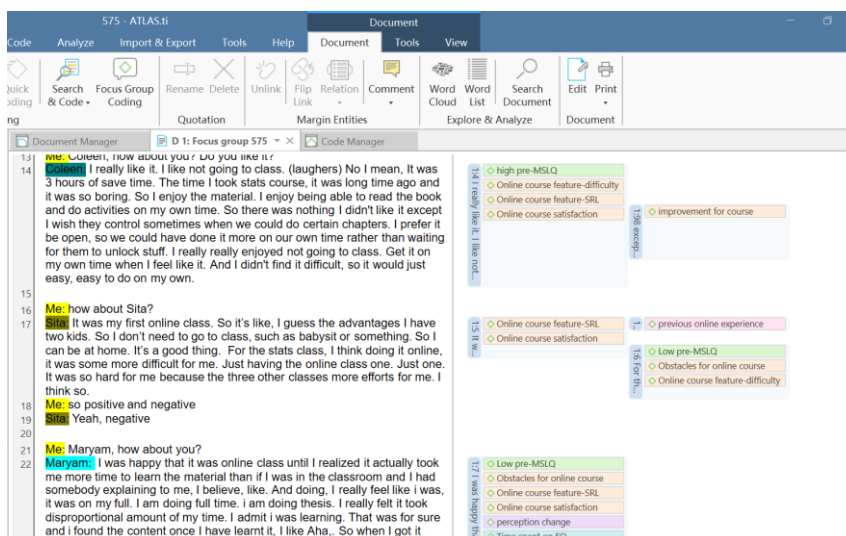 575 - ATLAS.ti
Document
Code Analyze Import & Export Tools Help Document Tools View
Search & Code
Focus Group Coding
Rename Delete
Unlink
Flip Link
Relation
Comment
Word Cloud
Word List
Search Document
Edit Print
Quotation
Margin Entities
Explore & Analyze
Document
Document Manager
D 1: Focus group 575
Code Manager
13 Me: Coleen, how about you? Do you like it?
14 Coleen: I really like it. I like not going to class. (laughers) No I mean, It was
3 hours of save time. The time I took stats course, it was long time ago and
it was so boring. So I enjoy the material. I enjoy being able to read the book
and do activities on my own time. So there was nothing I didn't like it except
I wish they control sometimes when we could do certain chapters. I prefer it
be open, so we could have done it more on our own time rather than waiting
for them to unlock stuff. I really really enjoyed not going to class. Get it on
my own time when I feel like it. And I didn't find it difficult, so it would just
easy, easy to do on my own.
15
16 Me: how about Sita?
17 Sita: It was my first online class. So it's like, I guess the advantages I have
two kids. So I don't need to go to class, such as babysit or something. So I
can be at home. It's a good thing. For the stats class, I think doing it online,
it was some more difficult for me. Just having the online class one. Just one.
It was so hard for me because the three other classes more efforts for me. I
think so.
18 Me: so positive and negative
19 Sita: Yeah, negative
20
21 Me: Maryam, how about you?
22 Maryam: I was happy that it was online class until I realized it actually took
me more time to learn the material than if I was in the classroom and I had
somebody explaining to me, I believe, like. And doing, I really feel like i was,
it was on my full. I am doing full time. i am doing thesis. I really felt it took
disproportional amount of my time. I admit i was learning. That was for sure
and i found the content once I have learnt it, I like Aha,. So when I got it
1:4 I really like it. I like not...
high pre-MSLQ
Online course feature-difficulty
Online course feature-SRL
Online course satisfaction
1:98 excep...
improvement for course
1:5 It w...
Online course feature-SRL
Online course satisfaction
1...
previous online experience
1:6 For th...
Low pre-MSLQ
Obstacles for online course
Online course feature-difficulty
1:7 I was happy
Low pre-MSLQ
Obstacles for online course
Online course feature-SRL
Online course satisfaction
perception change